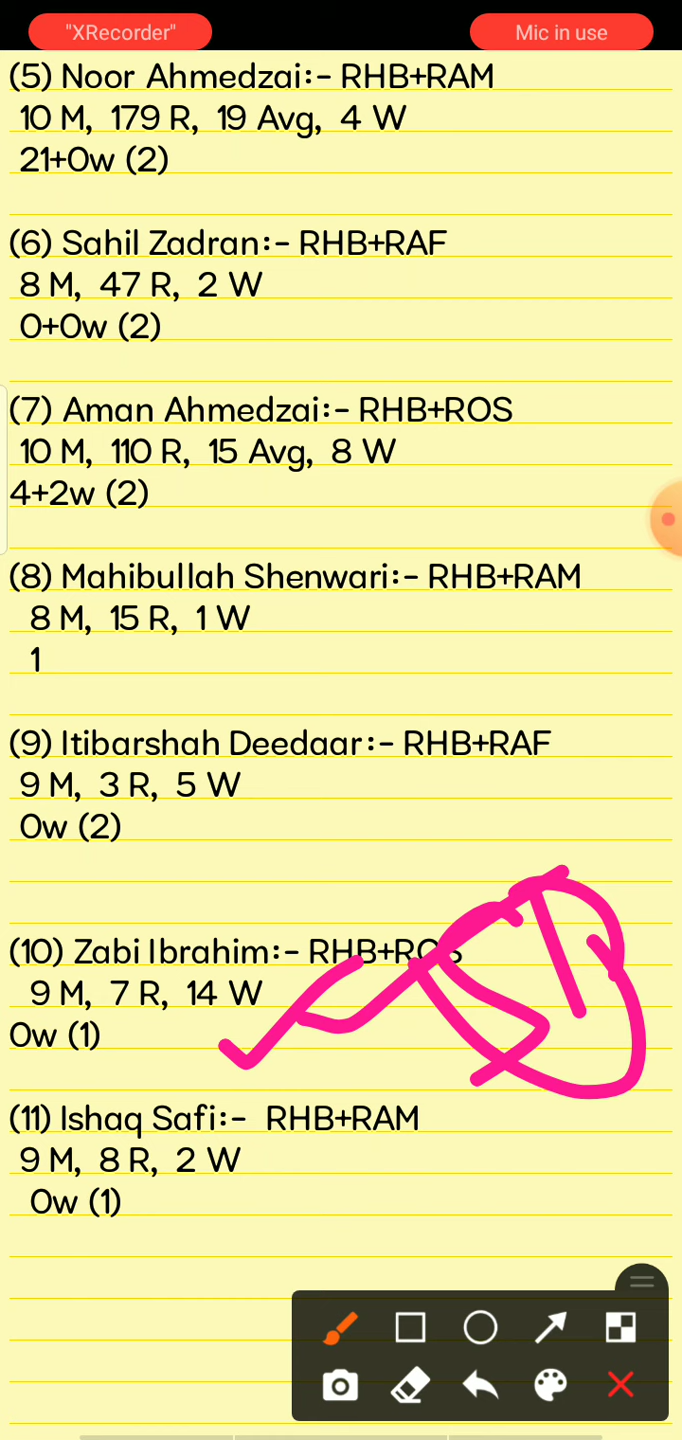 "XRecorder" Mic in use
(5) Noor Ahmedzai:- RHB+RAM
10 M, 179 R, 19 Avg, 4 W
21+0w (2)
(6) Sahil Zadran:- RHB+RAF
8 M, 47 R, 2 W
0+0w (2)
(7) Aman Ahmedzai:- RHB+ROS
10 M, 110 R, 15 Avg, 8 W
4+2w (2)
(8) Mahibullah Shenwari:- RHB+RAM
8 M, 15 R, 1 W
1
(9) Itibarshah Deedaar:- RHB+RAF
9 M, 3 R, 5 W
0w (2)
(10) Zabi Ibrahim:- RHB+ROS
9 M, 7 R, 14 W
0w (1)
(11) Ishaq Safi:- RHB+RAM
9 M, 8 R, 2 W
0w (1)